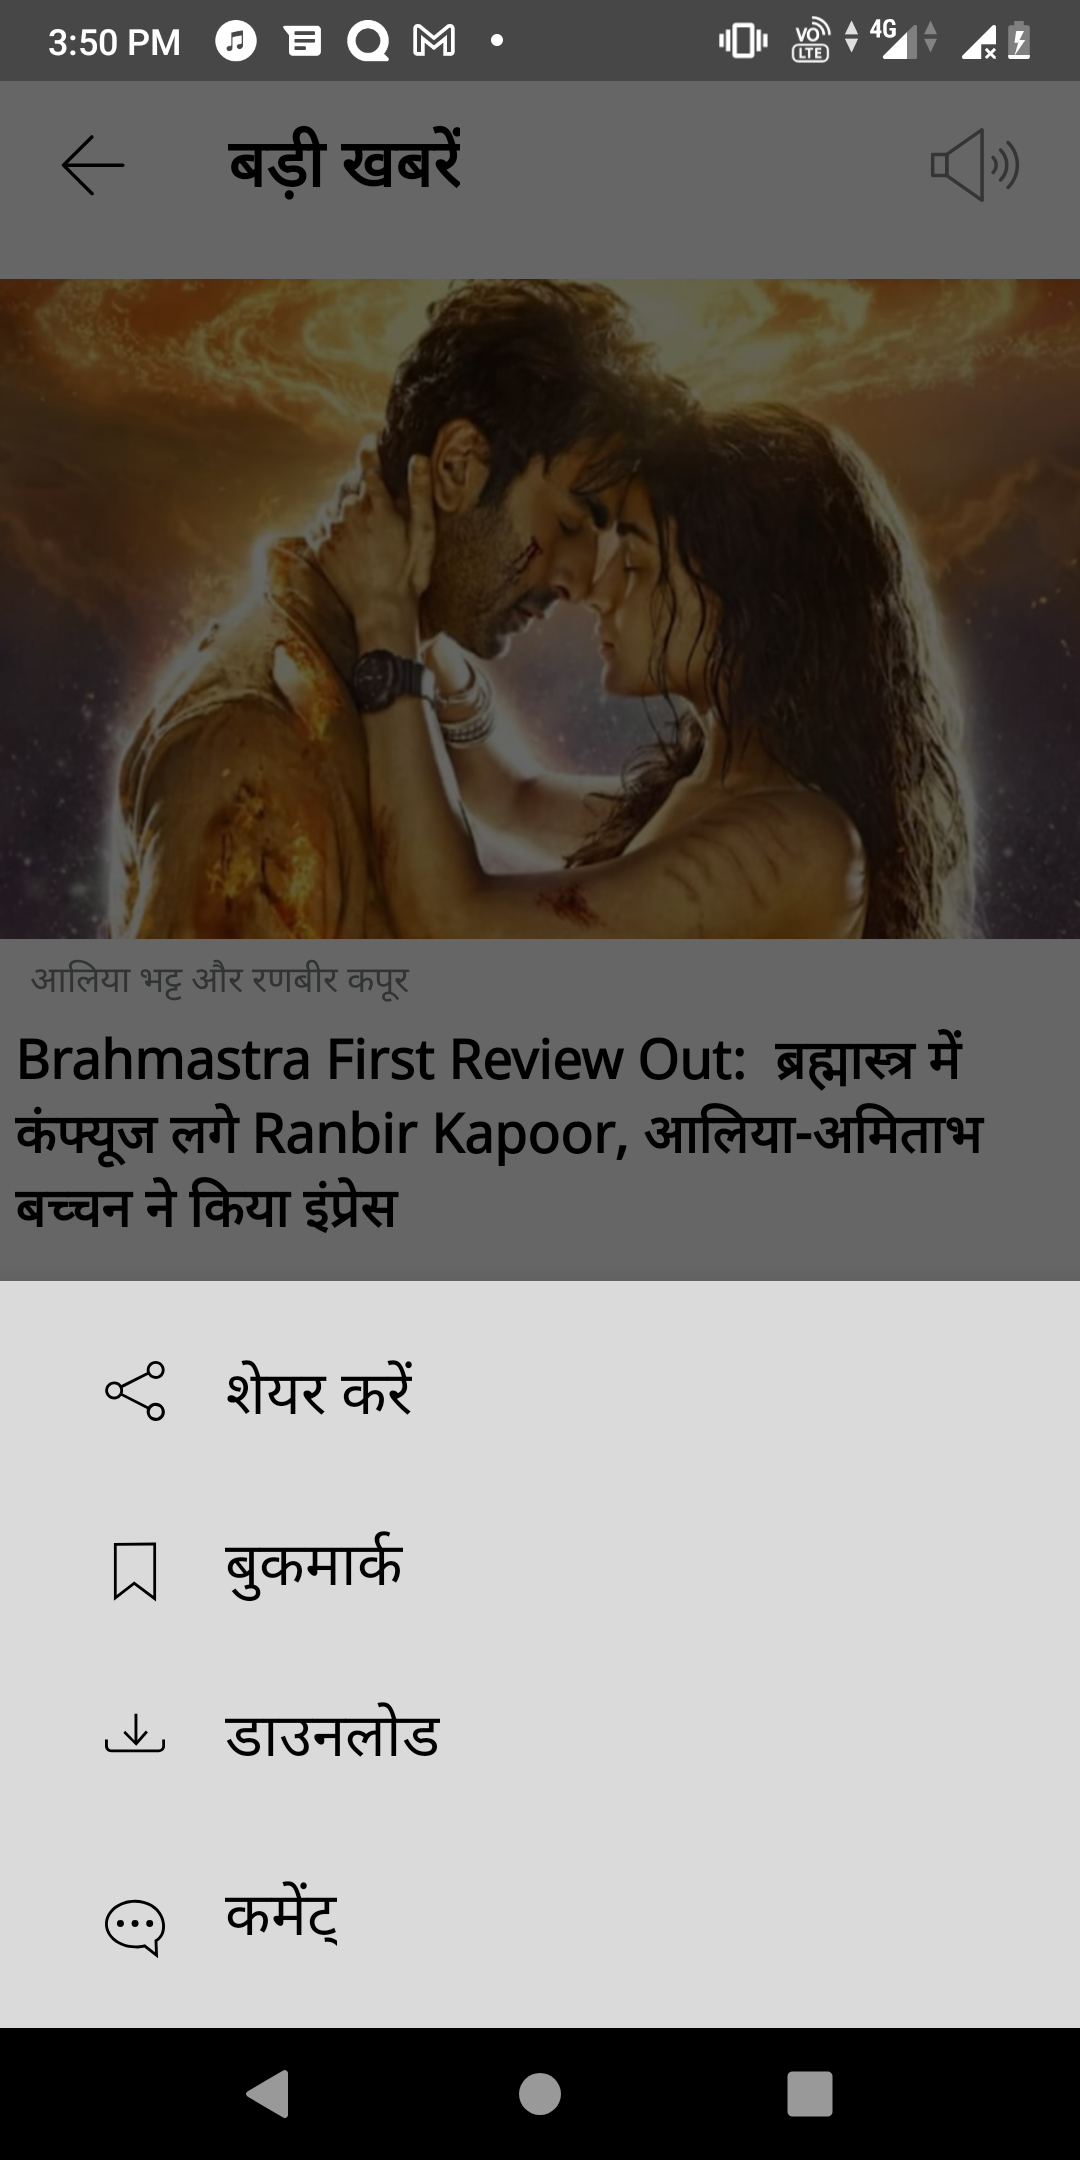 3:50 PM
VO LTE 4G
बड़ी खबरें
आलिया भट्ट और रणबीर कपूर
Brahmastra First Review Out: ब्रह्मास्त्र में
कंफ्यूज लगे Ranbir Kapoor, आलिया-अमिताभ
बच्चन ने किया इंप्रेस
शेयर करें
बुकमार्क
डाउनलोड
कमेंट्